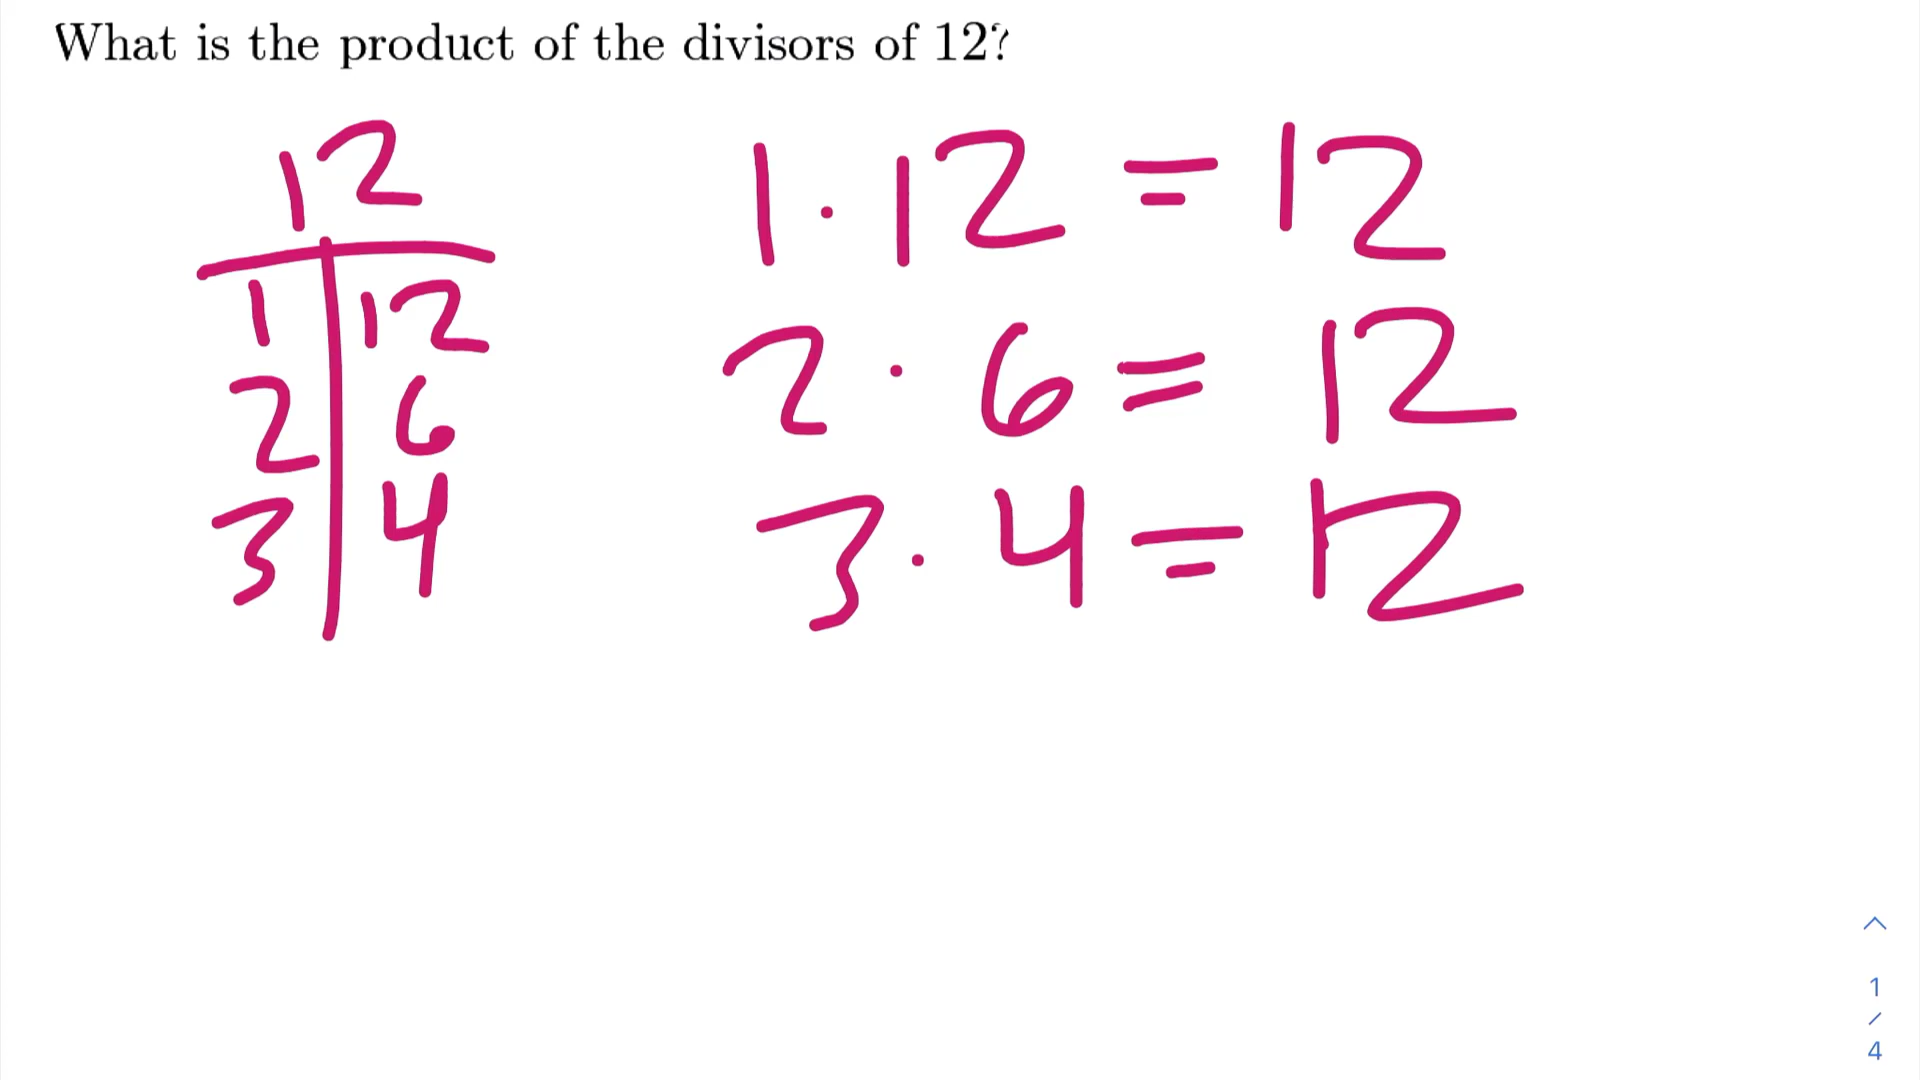 What is the product of the divisors of 12?
12
1 12
2 6
3 4
1 · 12 = 12
2 · 6 = 12
3 · 4 = 12
1
/
4